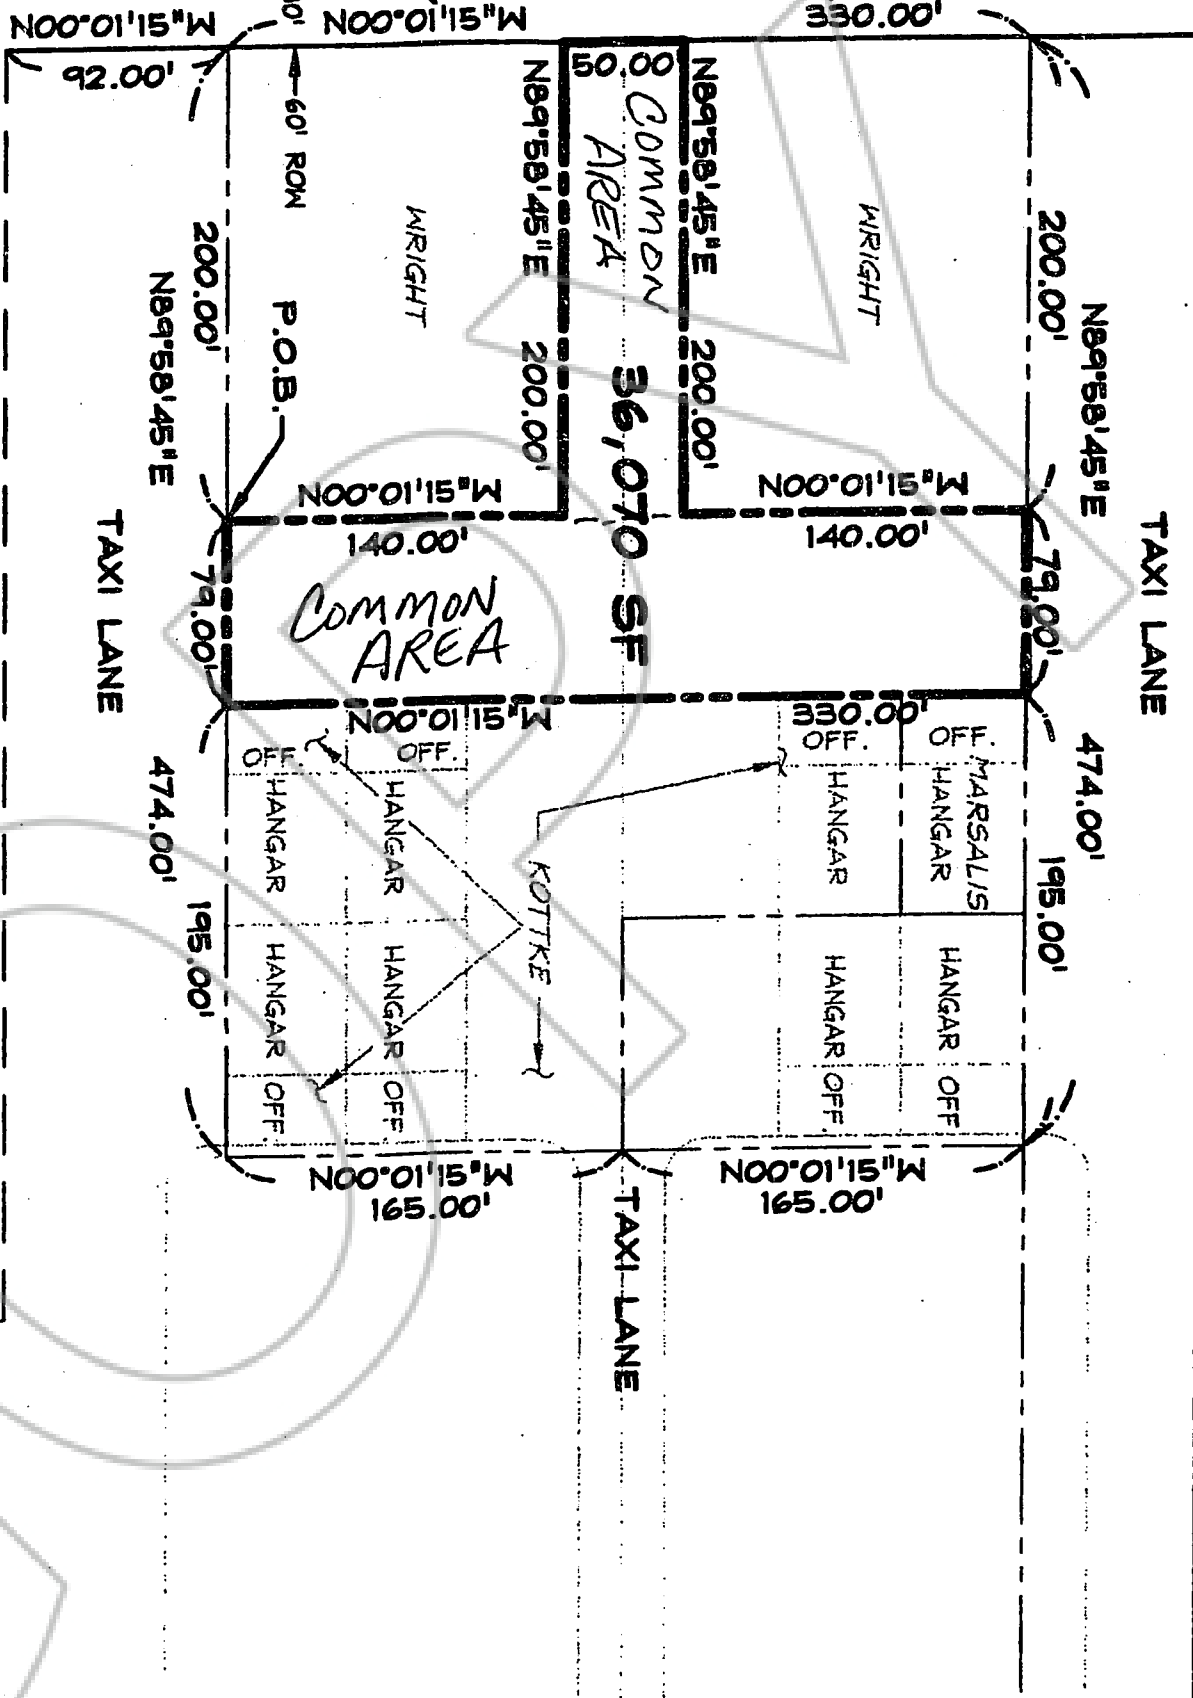 N00°01'15"W
92.00'
N00°01'15"W
330.00'
60' ROW
50.00
COMMON
AREA
N89°58'45"E
200.00'
N89°58'45"E
200.00'
WRIGHT
WRIGHT
200.00'
N89°58'45"E
200.00'
N89°58'45"E
P.O.B.
36,070 SF
N00°01'15"W
140.00'
N00°01'15"W
140.00'
TAXI LANE
79.00'
COMMON
AREA
79.00'
TAXI LANE
N00°01'15"W
330.00'
474.00'
195.00'
474.00'
195.00'
OFF.
HANGAR
OFF.
HANGAR
OFF.
HANGAR
OFF.
MARSALIS
HANGAR
KOTTKE
HANGAR
OFF.
HANGAR
OFF.
HANGAR
OFF.
HANGAR
OFF
N00°01'15"W
165.00'
N00°01'15"W
165.00'
TAXI LANE